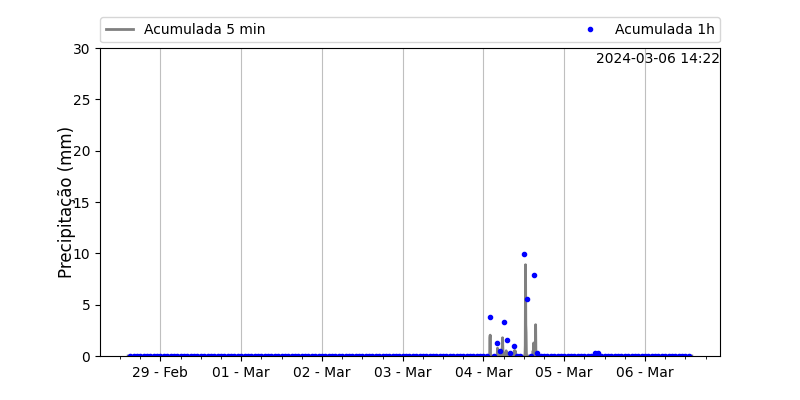 Acumulada 5 min
Acumulada 1h
2024-03-06 14:22
Precipitação (mm)
30
25
20
15
10
5
0
29 - Feb
01 - Mar
02 - Mar
03 - Mar
04 - Mar
05 - Mar
06 - Mar